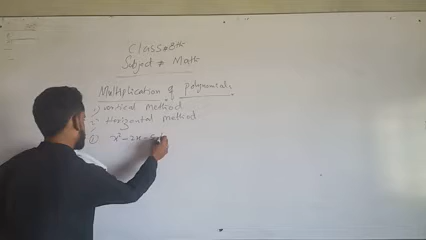 Class # 8th
Subject # Math
Multiplication of polynomials
1) vertical method
2) Horizontal method
① x² - 2x - 5